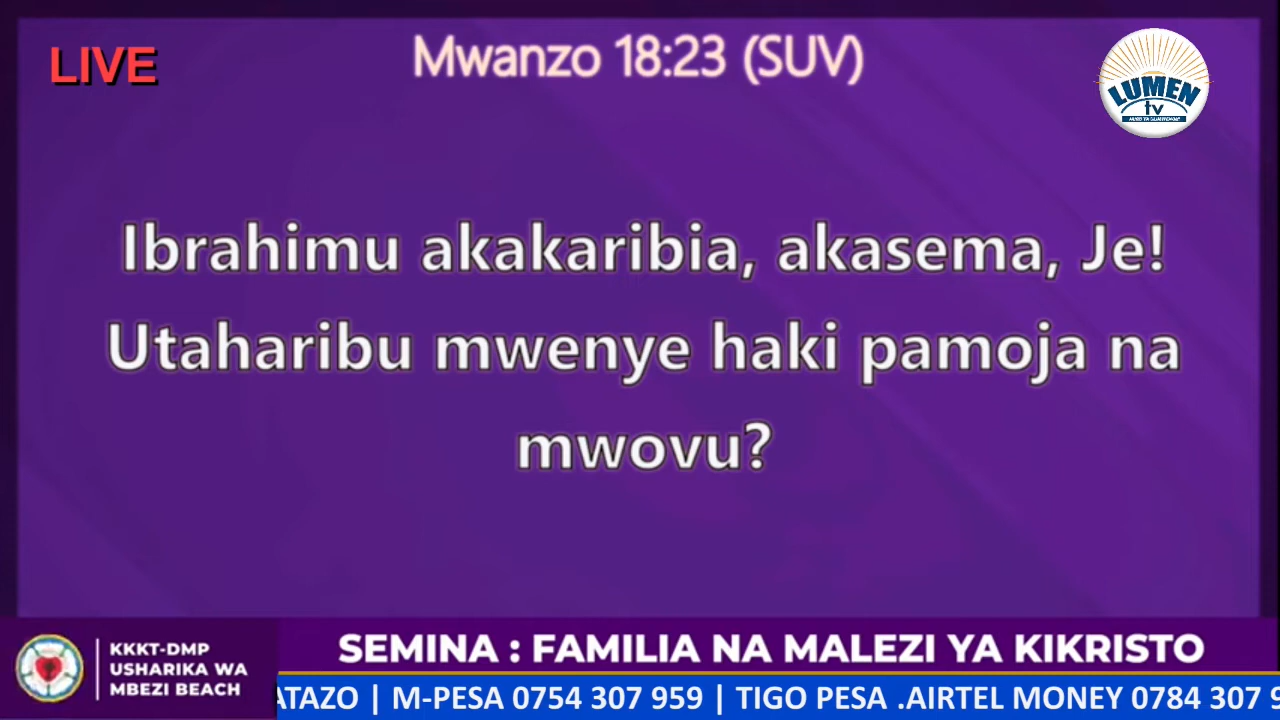 LIVE
Mwanzo 18:23 (SUV)
LUMEN
tv
Ibrahimu akakaribia, akasema, Je!
Utaharibu mwenye haki pamoja na
mwovu?
KKKT-DMP
USHARIKA WA
MBEZI BEACH
SEMINA : FAMILIA NA MALEZI YA KIKRISTO
ATAZO | M-PESA 0754 307 959 | TIGO PESA .AIRTEL MONEY 0784 307 9